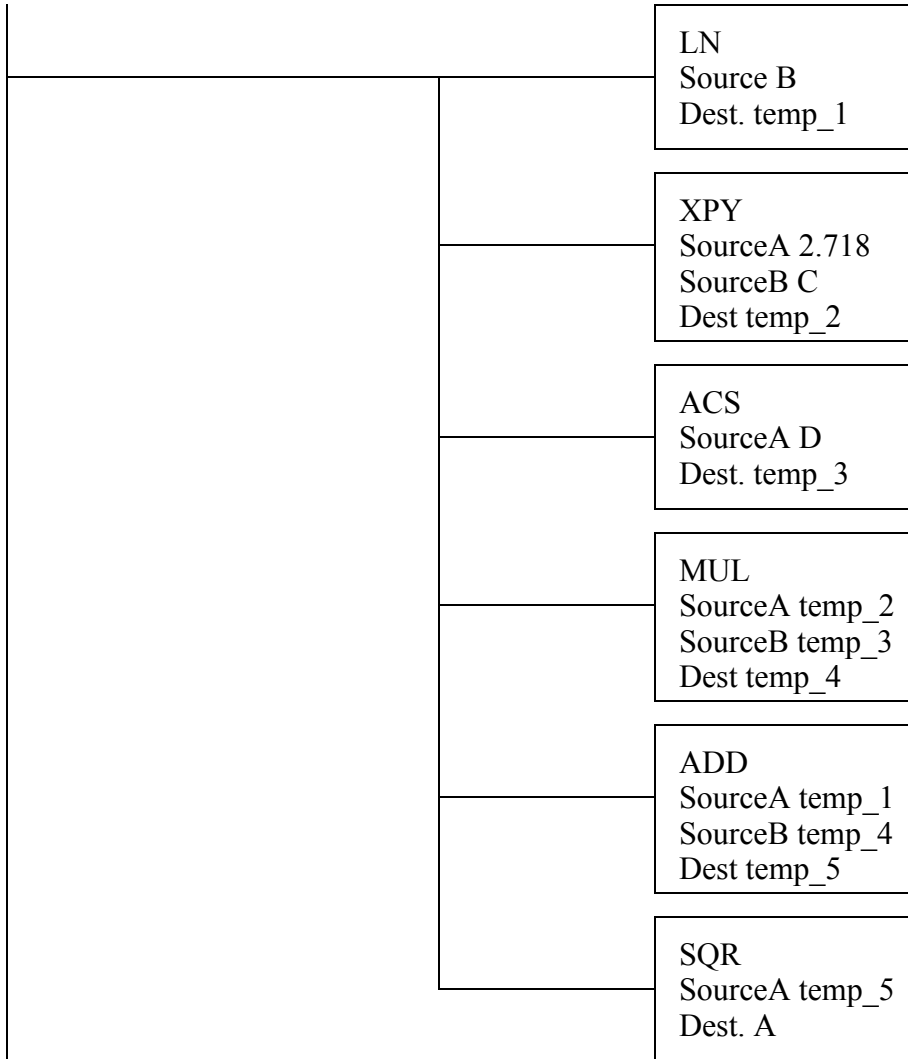 LN
Source B
Dest. temp_1
XPY
SourceA 2.718
SourceB C
Dest temp_2
ACS
SourceA D
Dest. temp_3
MUL
SourceA temp_2
SourceB temp_3
Dest temp_4
ADD
SourceA temp_1
SourceB temp_4
Dest temp_5
SQR
SourceA temp_5
Dest. A